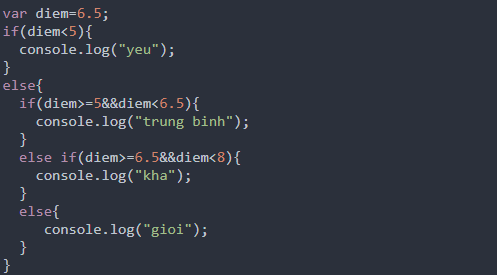 var diem=6.5;
if(diem<5){
  console.log("yeu");
}
else{
  if(diem>=5&&diem<6.5){
    console.log("trung binh");
  }
  else if(diem>=6.5&&diem<8){
    console.log("kha");
  }
  else{
     console.log("gioi");
  }
}